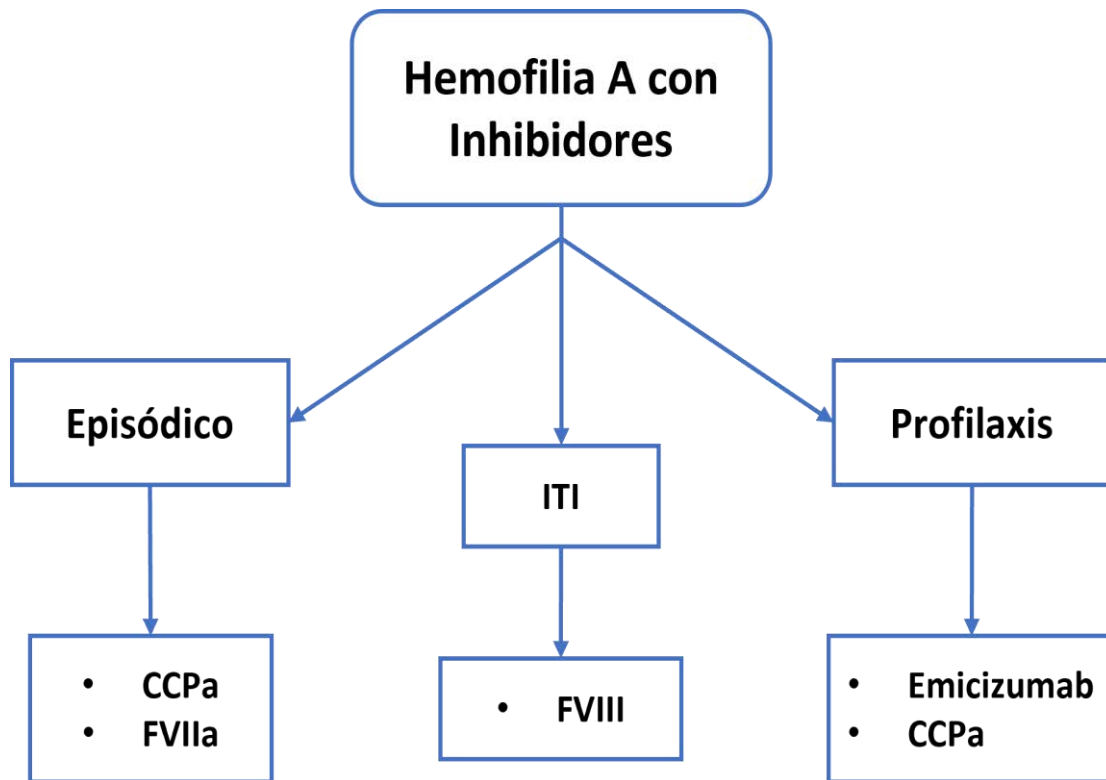 Hemofilia A con
Inhibidores
Episódico
ITI
Profilaxis
• CCPa
• FVIIa
• FVIII
• Emicizumab
• CCPa